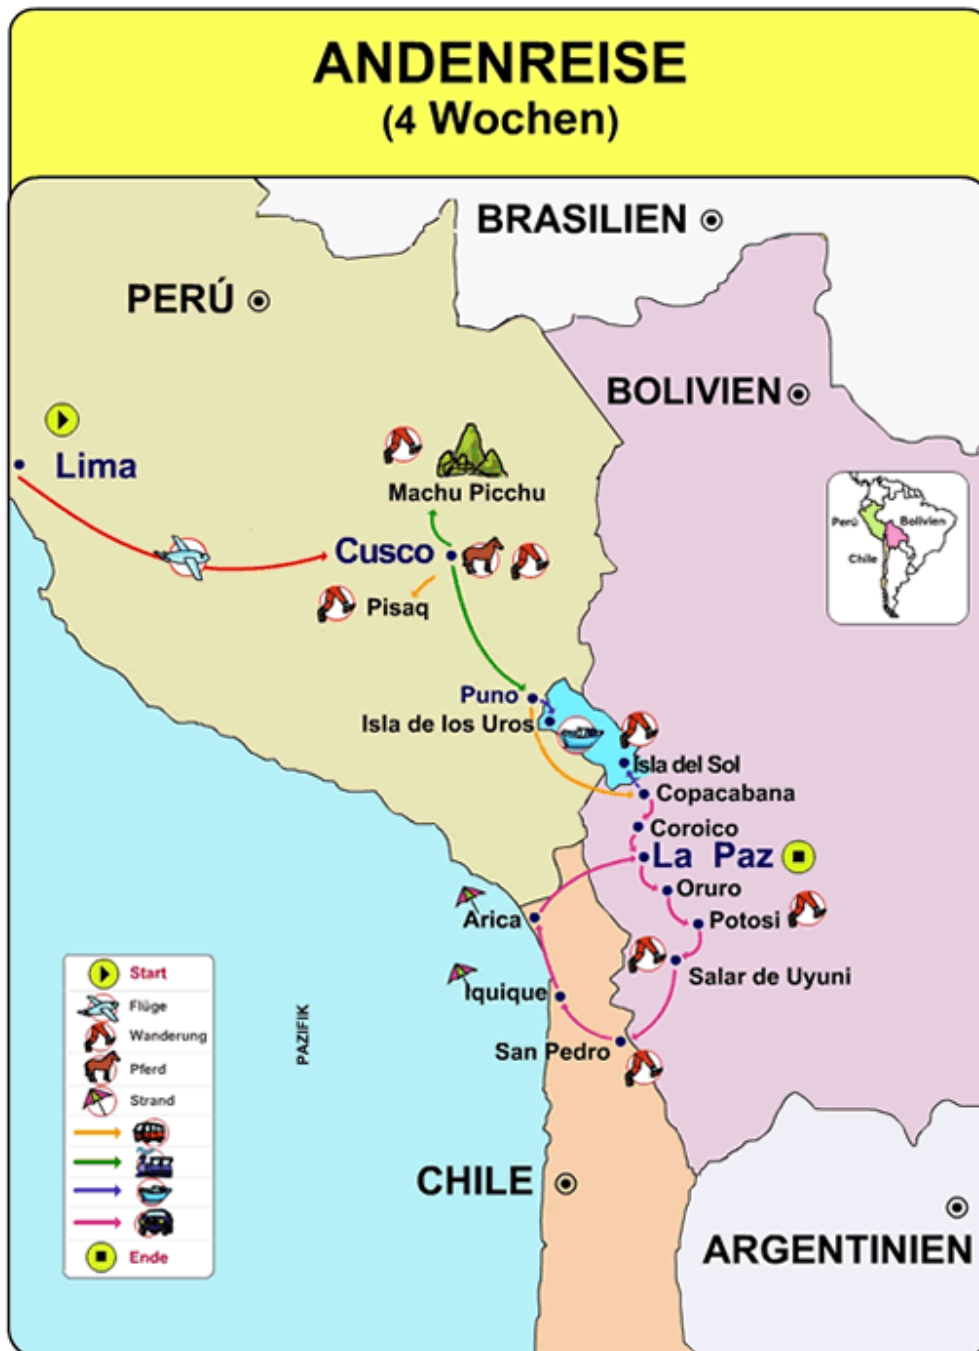 ANDENREISE
(4 Wochen)
BRASILIEN
PERÚ
BOLIVIEN
Lima
Machu Picchu
Perú
Bolivien
Chile
Cusco
Pisaq
Puno
Isla de los Uros
Isla del Sol
Copacabana
Coroico
La Paz
Oruro
Arica
Potosi
Salar de Uyuni
Iquique
San Pedro
PAZIFIK
Start
Flüge
Wanderung
Pferd
Strand
Ende
CHILE
ARGENTINIEN